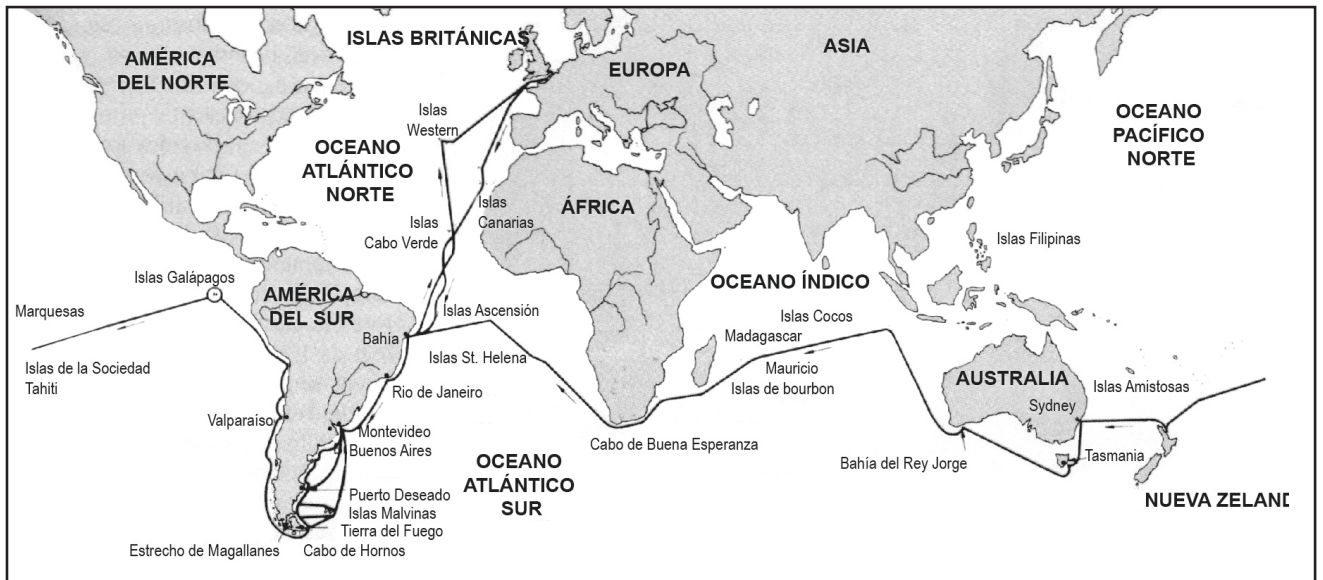 ISLAS BRITÁNICAS
ASIA
AMÉRICA
DEL NORTE
EUROPA
Islas
Western
OCEANO
PACÍFICO
NORTE
OCEANO
ATLÁNTICO
NORTE
Islas
Canarias
ÁFRICA
Islas
Cabo Verde
Islas Filipinas
Islas Galápagos
OCEANO ÍNDICO
AMÉRICA
DEL SUR
Marquesas
Islas Ascensión
Islas Cocos
Bahía
Madagascar
Islas St. Helena
Islas de la Sociedad
Tahiti
Mauricio
Islas de bourbon
AUSTRALIA
Islas Amistosas
Rio de Janeiro
Sydney
Valparaíso
Montevideo
Buenos Aires
Cabo de Buena Esperanza
Tasmania
Bahía del Rey Jorge
OCEANO
ATLÁNTICO
SUR
Puerto Deseado
Islas Malvinas
Tierra del Fuego
NUEVA ZELAND
Estrecho de Magallanes
Cabo de Hornos